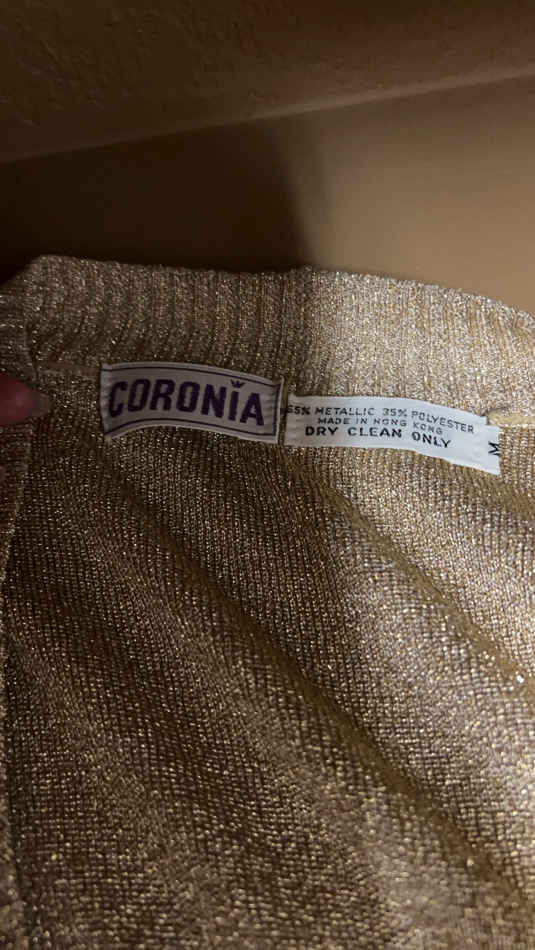 CORONIA
65% METALLIC 35% POLYESTER
MADE IN HONG KONG
DRY CLEAN ONLY
M